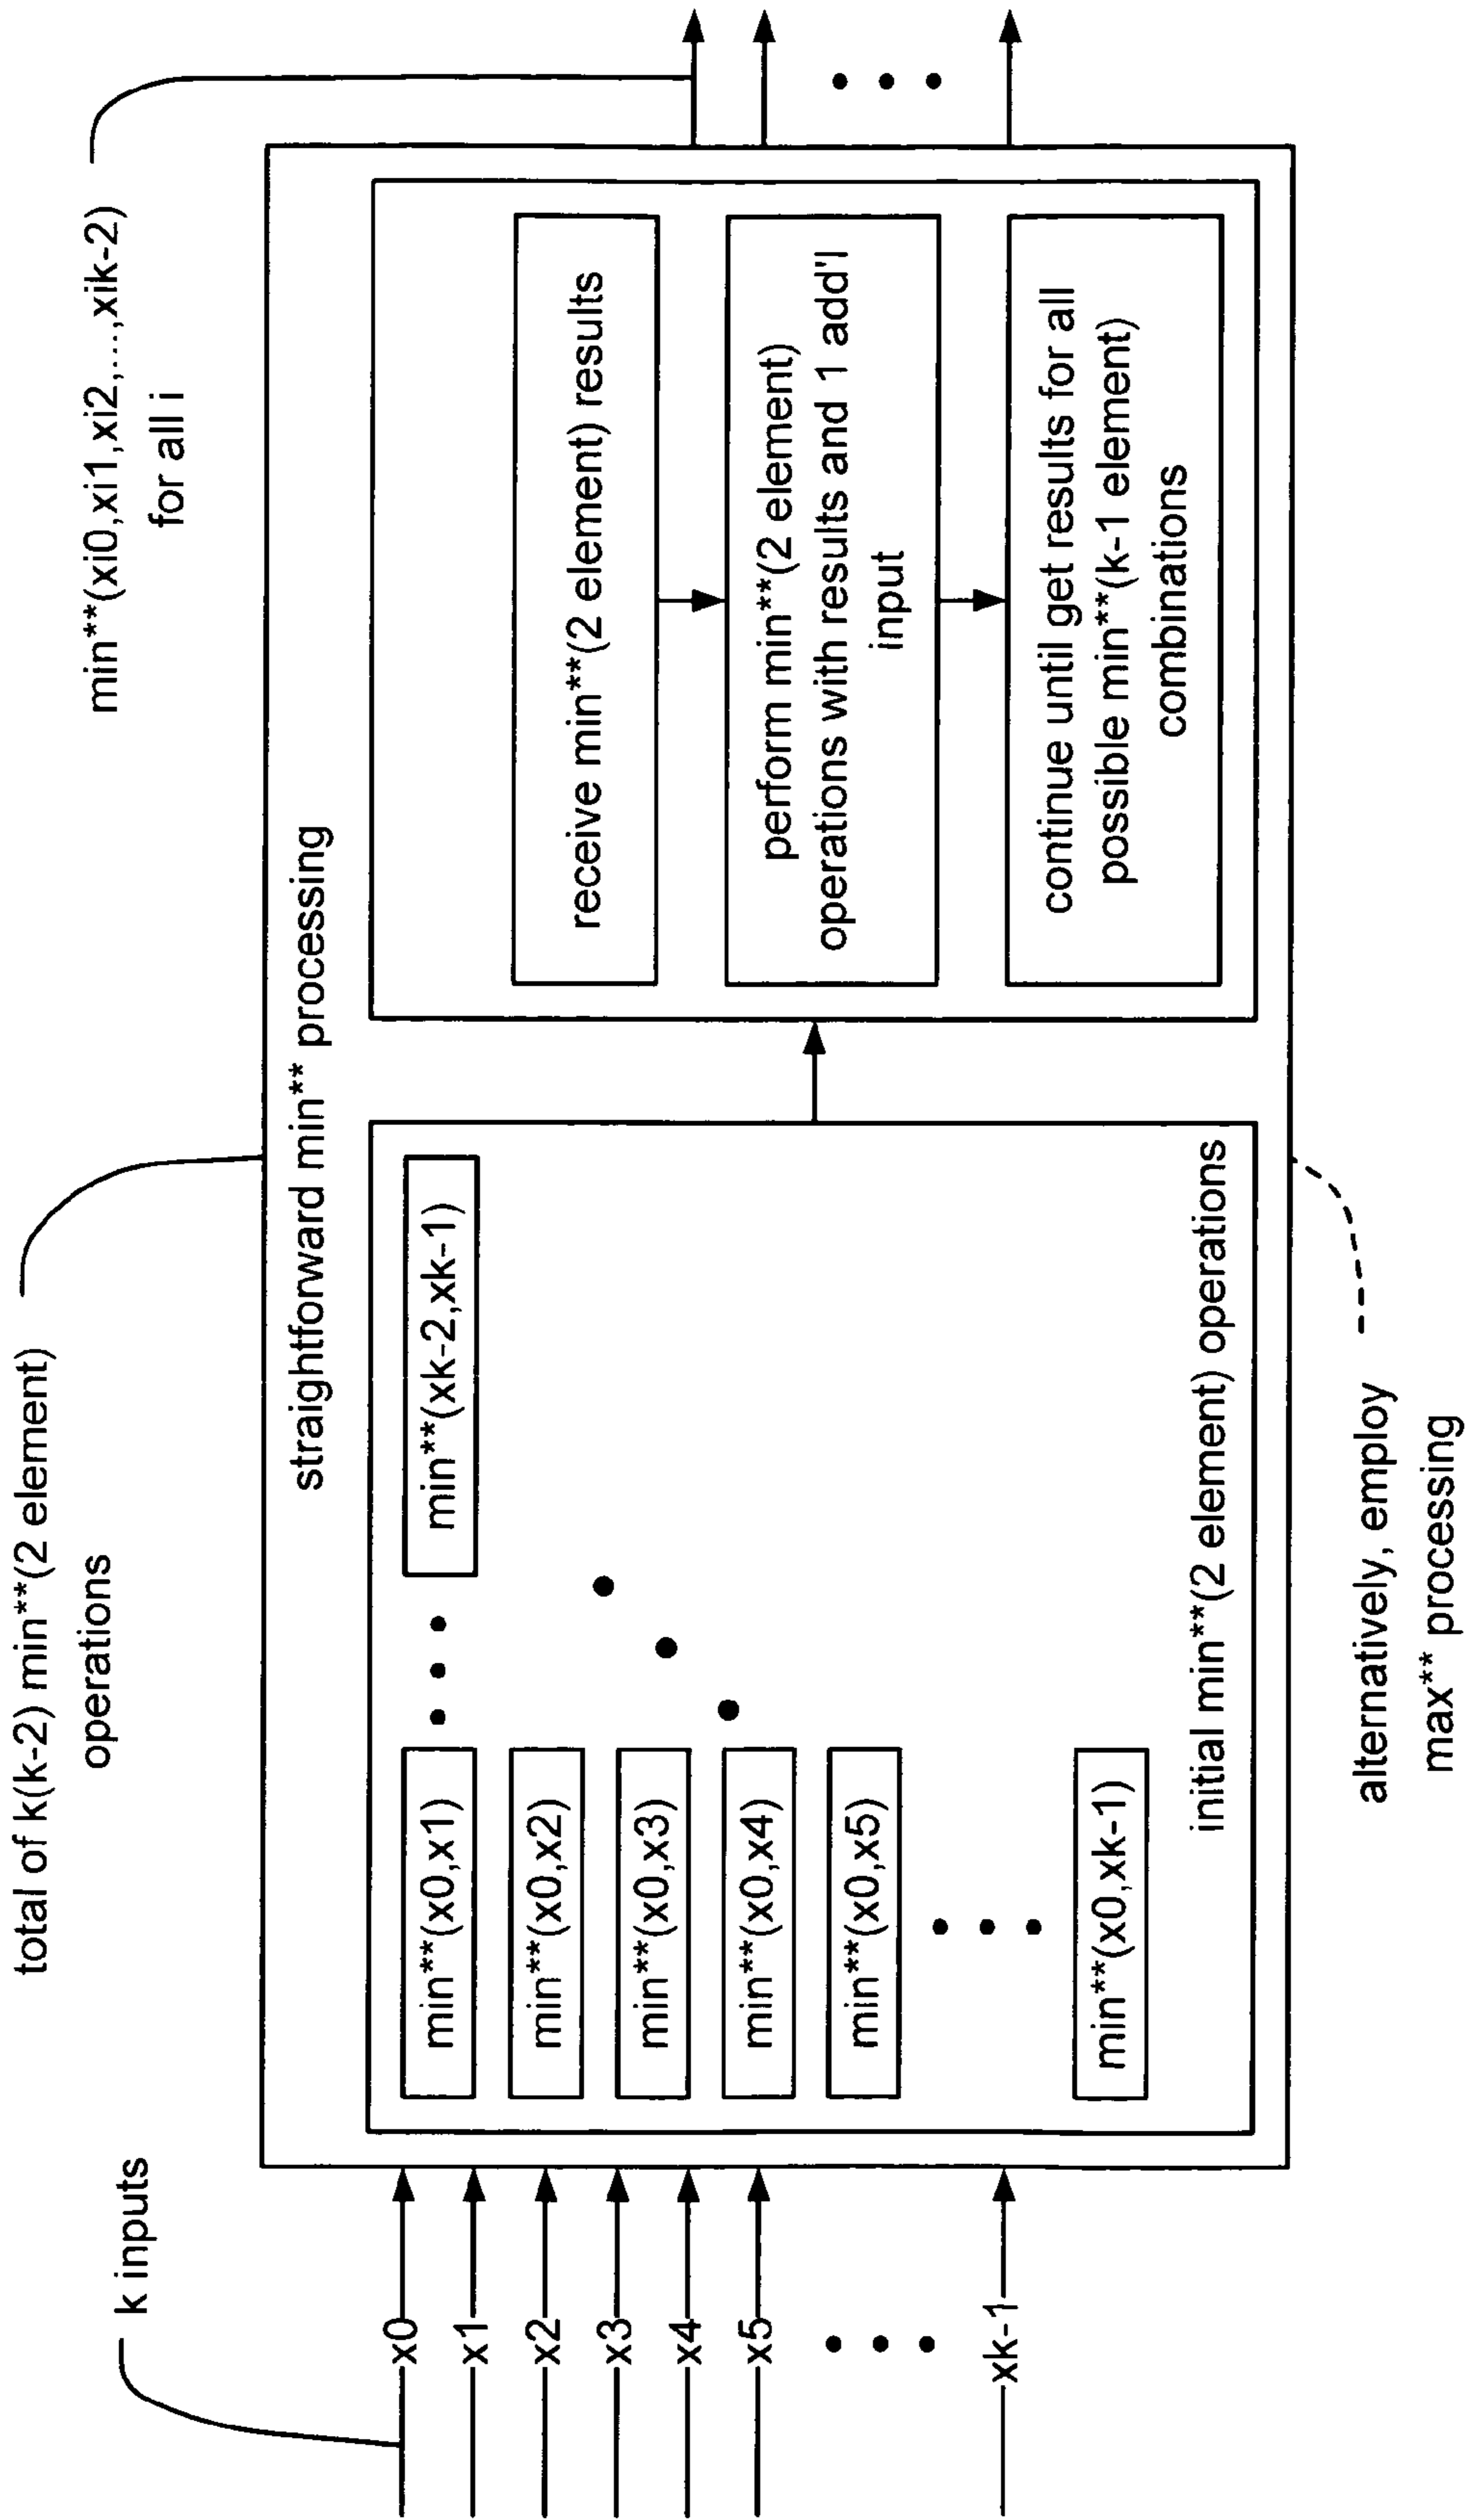 total of k(k-2) min**(2 element)
operations
k inputs
min**(xi0,xi1,xi2,...,xik-2)
for all i
straightforward min** processing
x0
x1
x2
x3
x4
x5
xk-1
min**(x0,x1)
min**(xk-2,xk-1)
min**(x0,x2)
min**(x0,x3)
min**(x0,x4)
min**(x0,x5)
min**(x0,xk-1)
initial min**(2 element) operations
receive min**(2 element) results
perform min**(2 element)
operations with results and 1 add'l
input
continue until get results for all
possible min**(k-1 element)
combinations
alternatively, employ
max** processing